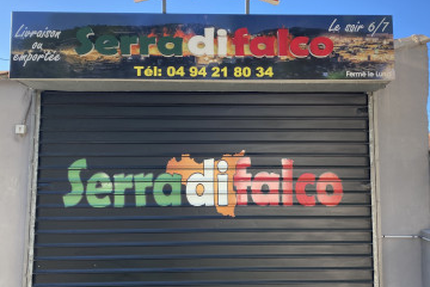 Livraison
ou
emportée
Serradifalco
Le soir 6/7
Tél: 04 94 21 80 34
Fermé le Lundi
Serradifalco